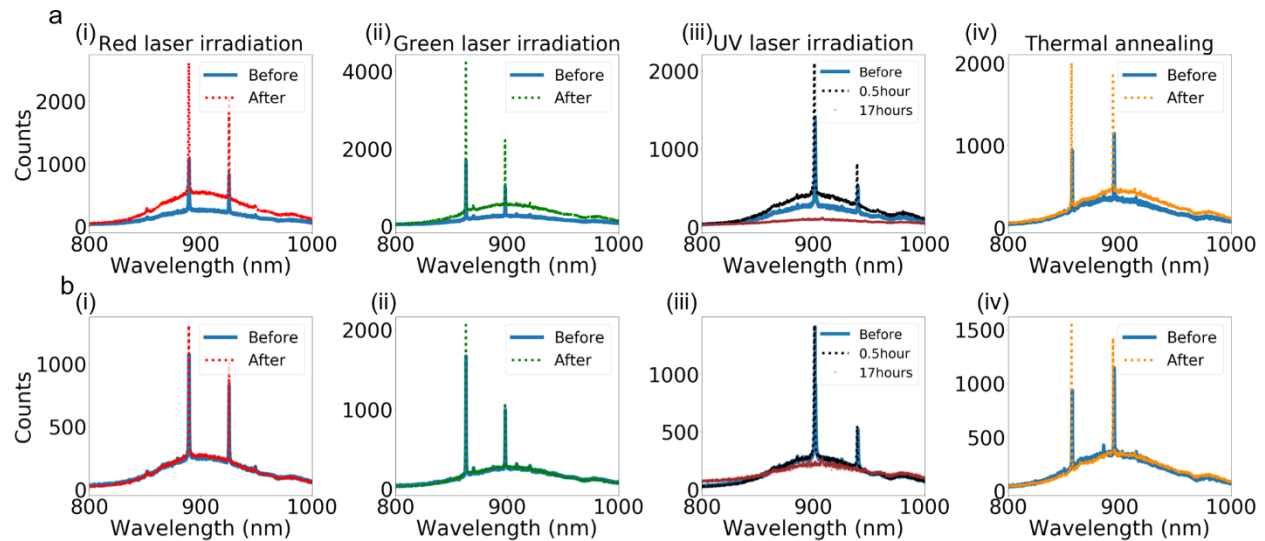 a
(i)
Red laser irradiation
Before
After
Counts
2000
1000
0
800
900
1000
Wavelength (nm)
(ii)
Green laser irradiation
Before
After
4000
2000
0
800
900
1000
Wavelength (nm)
(iii)
UV laser irradiation
Before
0.5hour
17hours
2000
1000
0
800
900
1000
Wavelength (nm)
(iv)
Thermal annealing
Before
After
2000
1000
0
800
900
1000
Wavelength (nm)
b
(i)
Before
After
Counts
1000
500
0
800
900
1000
Wavelength (nm)
(ii)
Before
After
2000
1000
0
800
900
1000
Wavelength (nm)
(iii)
Before
0.5hour
17hours
1000
500
0
800
900
1000
Wavelength (nm)
(iv)
Before
After
1500
1000
500
0
800
900
1000
Wavelength (nm)